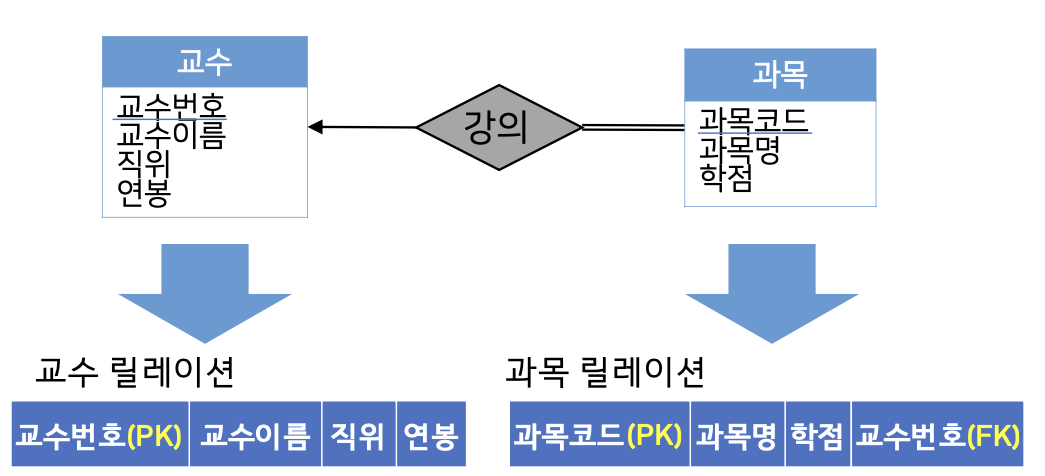 교수
교수번호
교수이름
직위
연봉
강의
과목
과목코드
과목명
학점
교수 릴레이션
교수번호(PK) 교수이름 직위 연봉
과목 릴레이션
과목코드(PK) 과목명 학점 교수번호(FK)